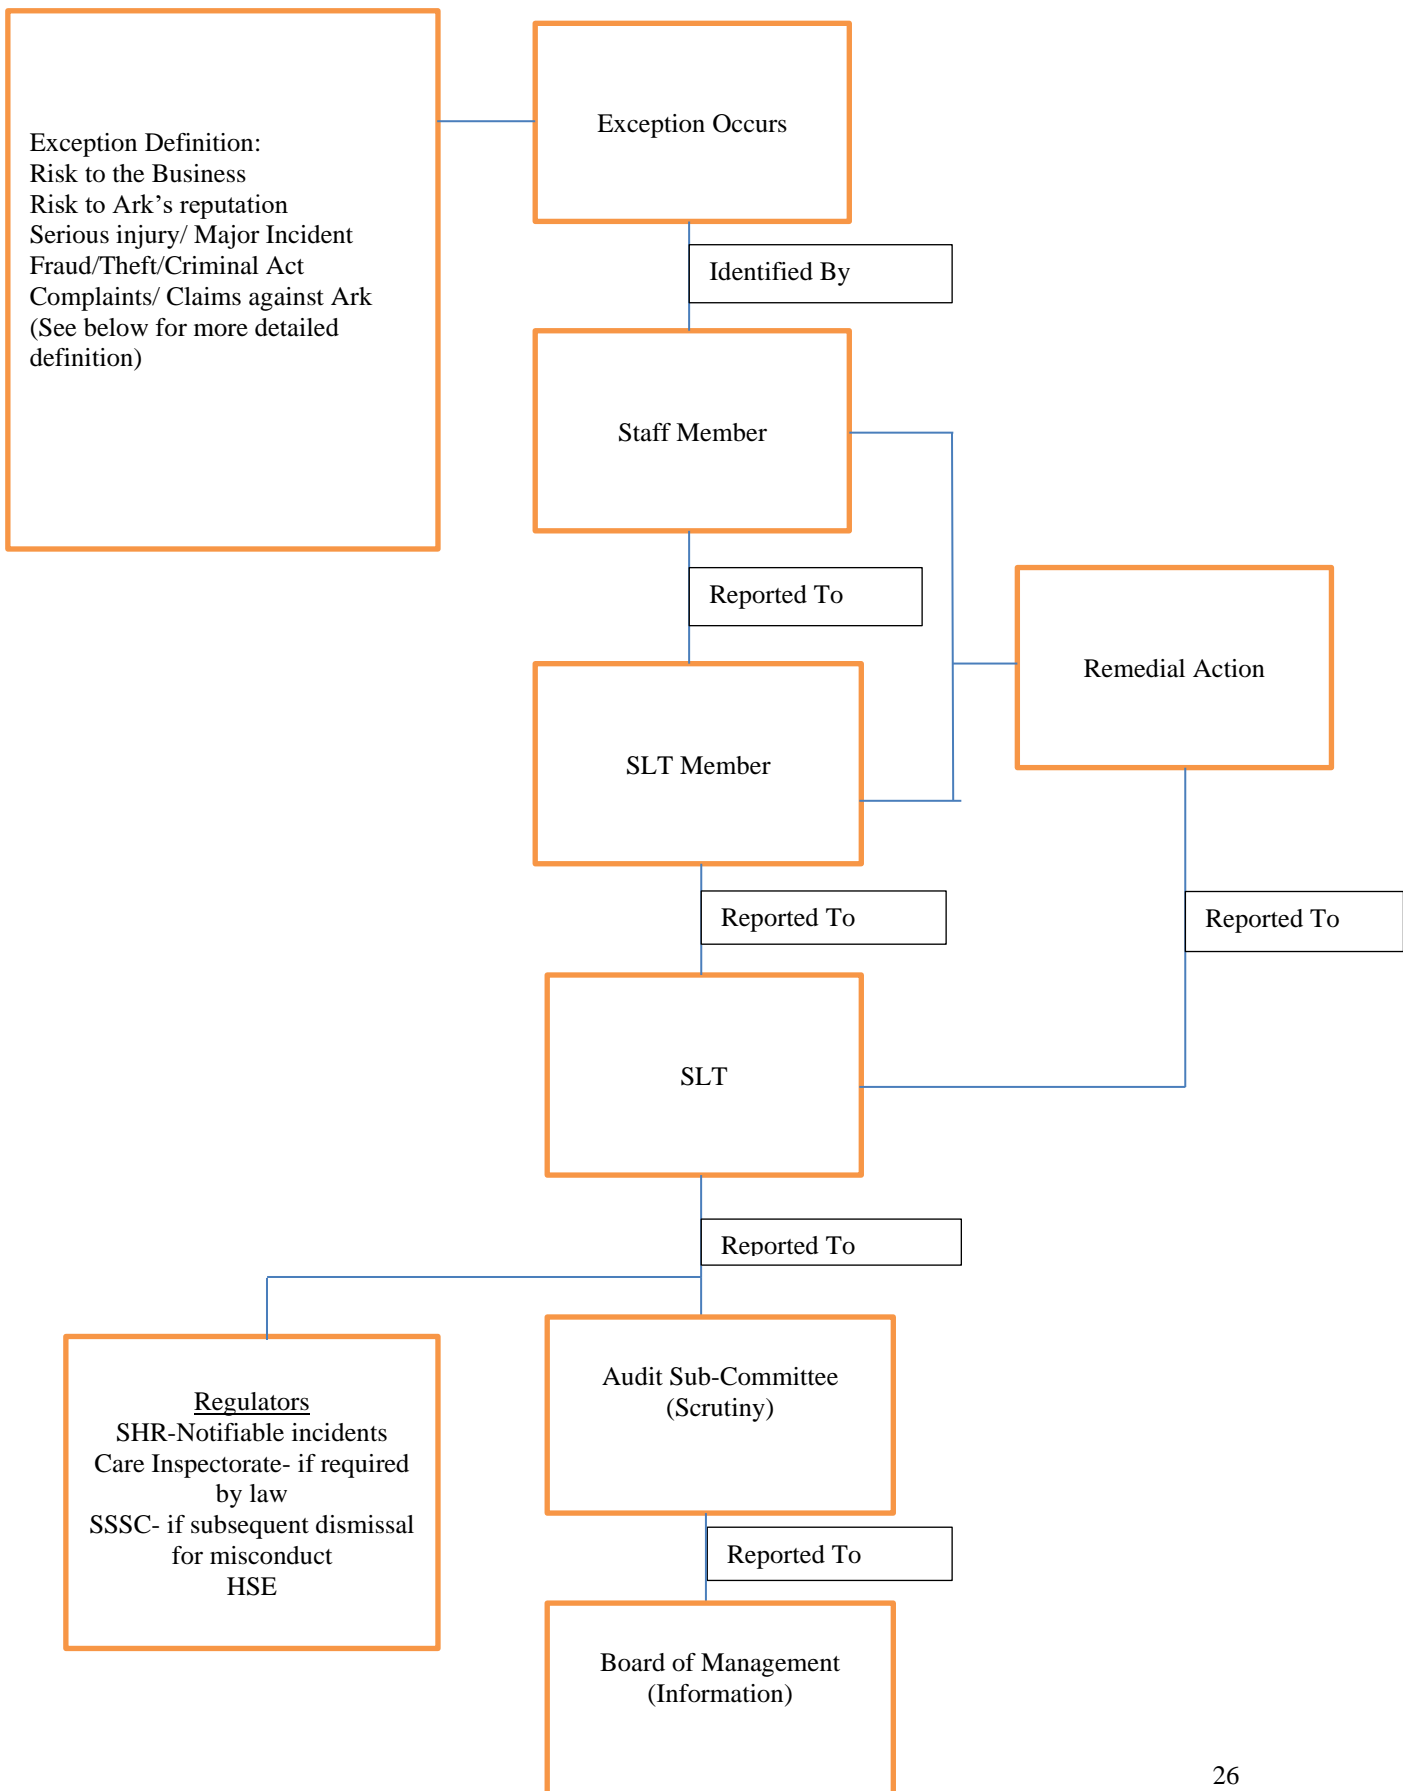 Exception Definition:
Risk to the Business
Risk to Ark’s reputation
Serious injury/ Major Incident
Fraud/Theft/Criminal Act
Complaints/ Claims against Ark
(See below for more detailed
definition)
Exception Occurs
Identified By
Staff Member
Reported To
Remedial Action
SLT Member
Reported To
Reported To
SLT
Reported To
Regulators
SHR-Notifiable incidents
Care Inspectorate- if required
by law
SSSC- if subsequent dismissal
for misconduct
HSE
Audit Sub-Committee
(Scrutiny)
Reported To
Board of Management
(Information)
26